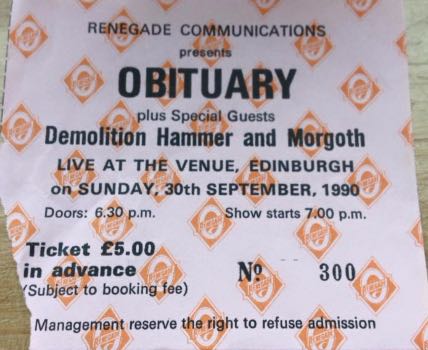 RENEGADE COMMUNICATIONS
presents
OBITUARY
plus Special Guests
Demolition Hammer and Morgoth
LIVE AT THE VENUE, EDINBURGH
on SUNDAY, 30th SEPTEMBER, 1990
Doors: 6.30 p.m. Show starts 7.00 p.m.
Ticket £5.00
in advance
(Subject to booking fee)
No 300
Management reserve the right to refuse admission